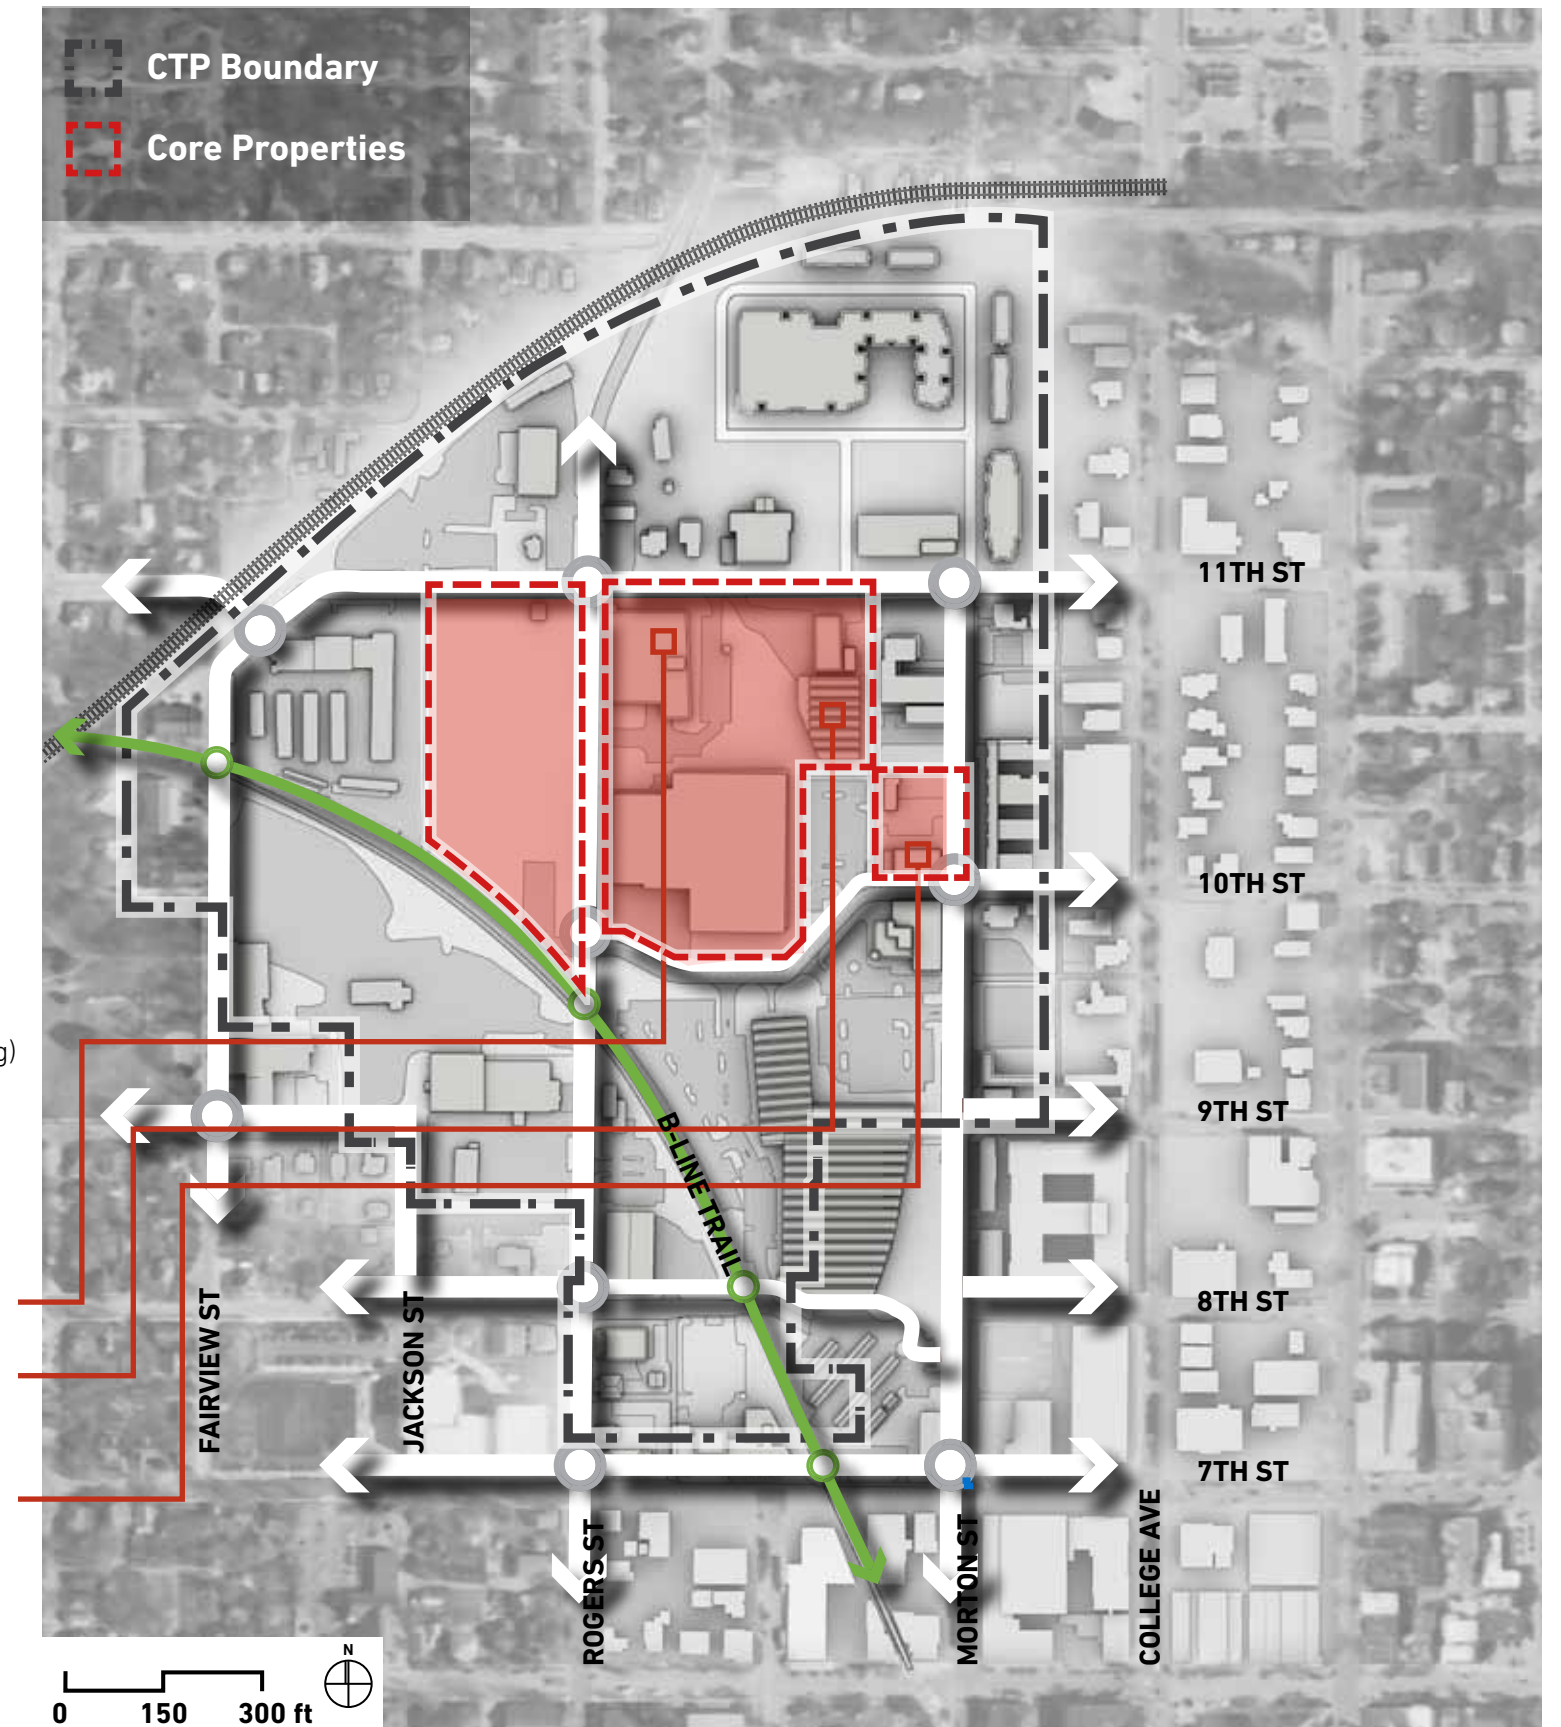 CTP Boundary
Core Properties
11TH ST
10TH ST
g)
9TH ST
B-LINE TRAIL
8TH ST
FAIRVIEW ST
JACKSON ST
7TH ST
ROGERS ST
MORTON ST
COLLEGE AVE
N
0 150 300 ft